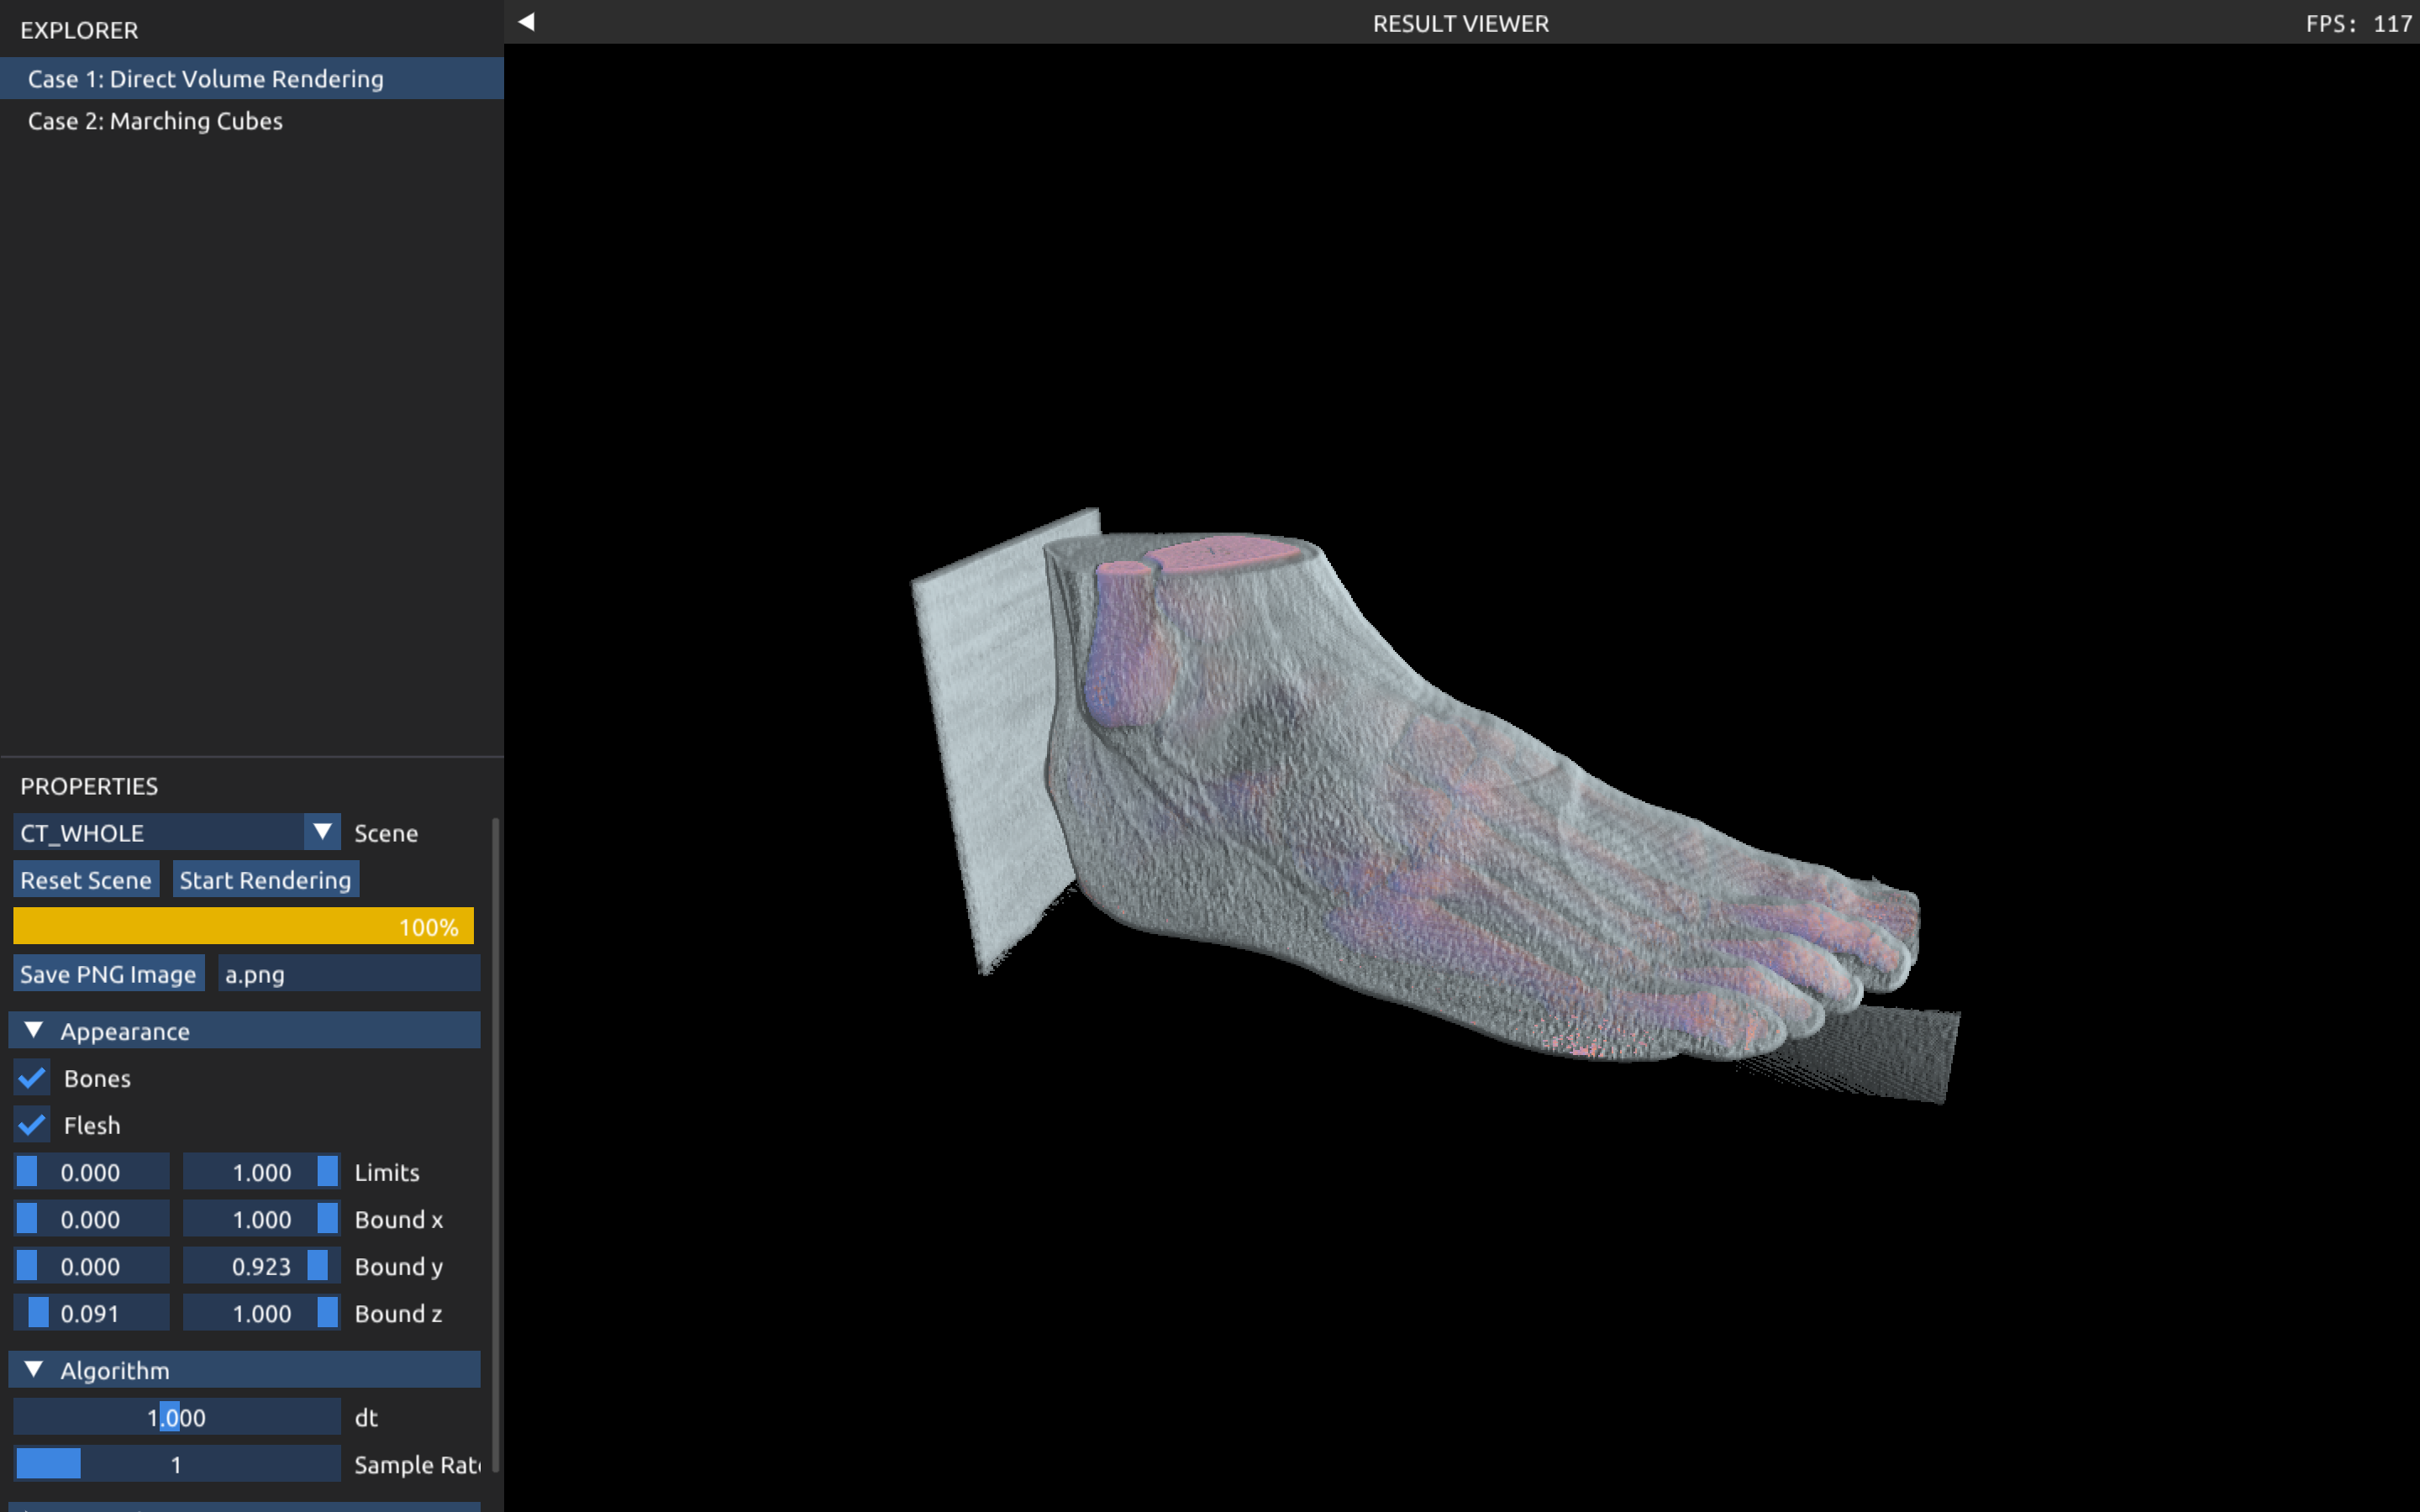 EXPLORER
Case 1: Direct Volume Rendering
Case 2: Marching Cubes
RESULT VIEWER
FPS: 117
PROPERTIES
CT_WHOLE Scene
Reset Scene Start Rendering
100%
Save PNG Image a.png
Appearance
Bones
Flesh
0.000 1.000 Limits
0.000 1.000 Bound x
0.000 0.923 Bound y
0.091 1.000 Bound z
Algorithm
1.000 dt
1 Sample Rat